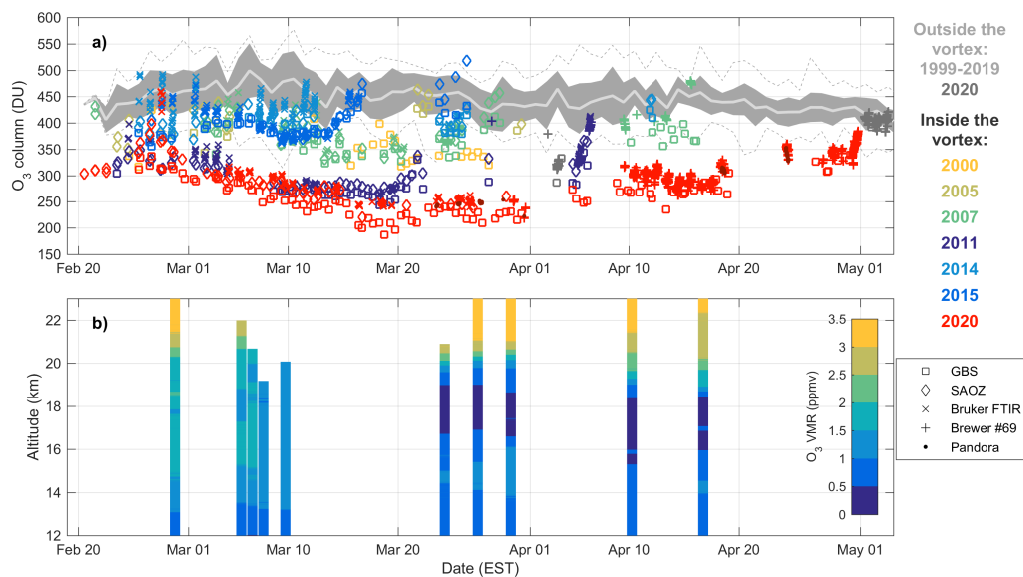 600
550
500
450
400
350
300
250
200
150
O3 column (DU)
a)
Feb 20
Mar 01
Mar 10
Mar 20
Apr 01
Apr 10
Apr 20
May 01
Outside the
vortex:
1999-2019
2020
Inside the
vortex:
2000
2005
2007
2011
2014
2015
2020
22
20
18
16
14
12
Altitude (km)
b)
3.5
3
2.5
2
1.5
1
0.5
0
O3 VMR (ppmv)
GBS
SAOZ
Bruker FTIR
Brewer #69
Pandora
Feb 20
Mar 01
Mar 10
Mar 20
Apr 01
Apr 10
Apr 20
May 01
Date (EST)